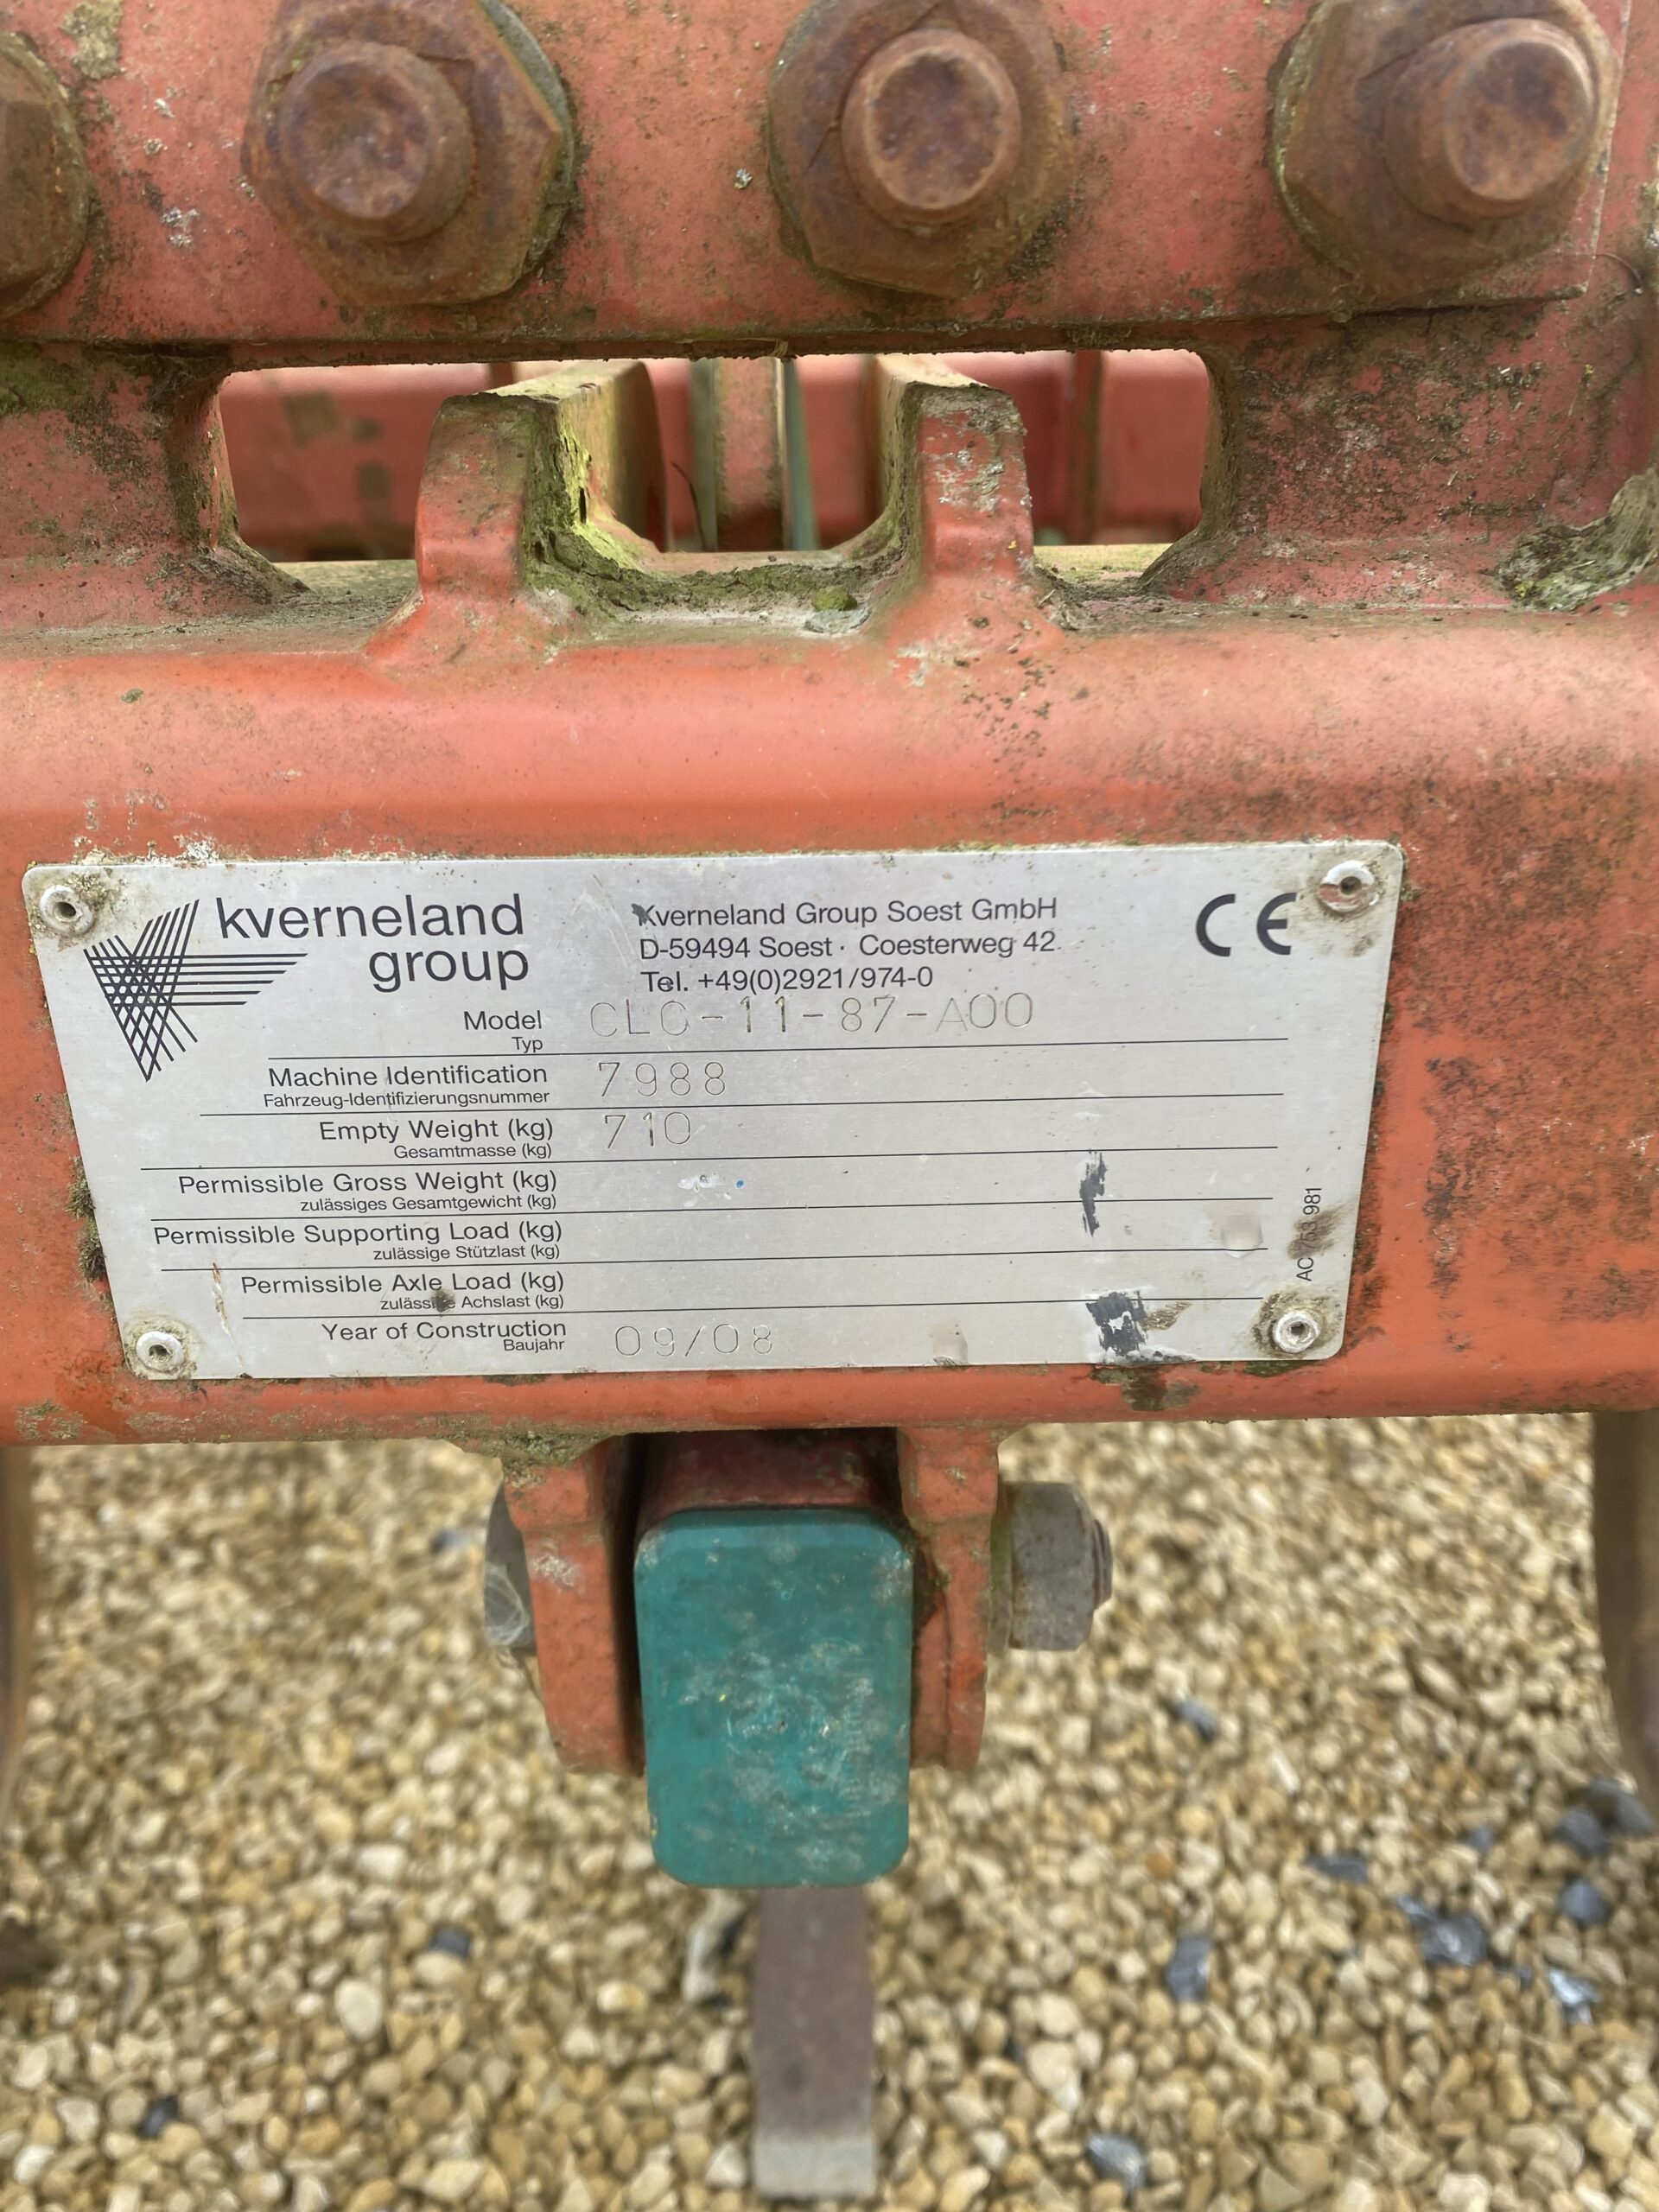 kverneland
group
Kverneland Group Soest GmbH
D-59494 Soest · Coesterweg 42
Tel. +49(0)2921/974-0
CE
Model CLC-11-87-A00
Typ
Machine Identification 7988
Fahrzeug-Identifizierungsnummer
Empty Weight (kg) 710
Gesamtmasse (kg)
Permissible Gross Weight (kg)
zulässiges Gesamtgewicht (kg)
Permissible Supporting Load (kg)
zulässige Stützlast (kg)
Permissible Axle Load (kg)
zulässige Achslast (kg)
Year of Construction 09/08
Baujahr
AC 753 981